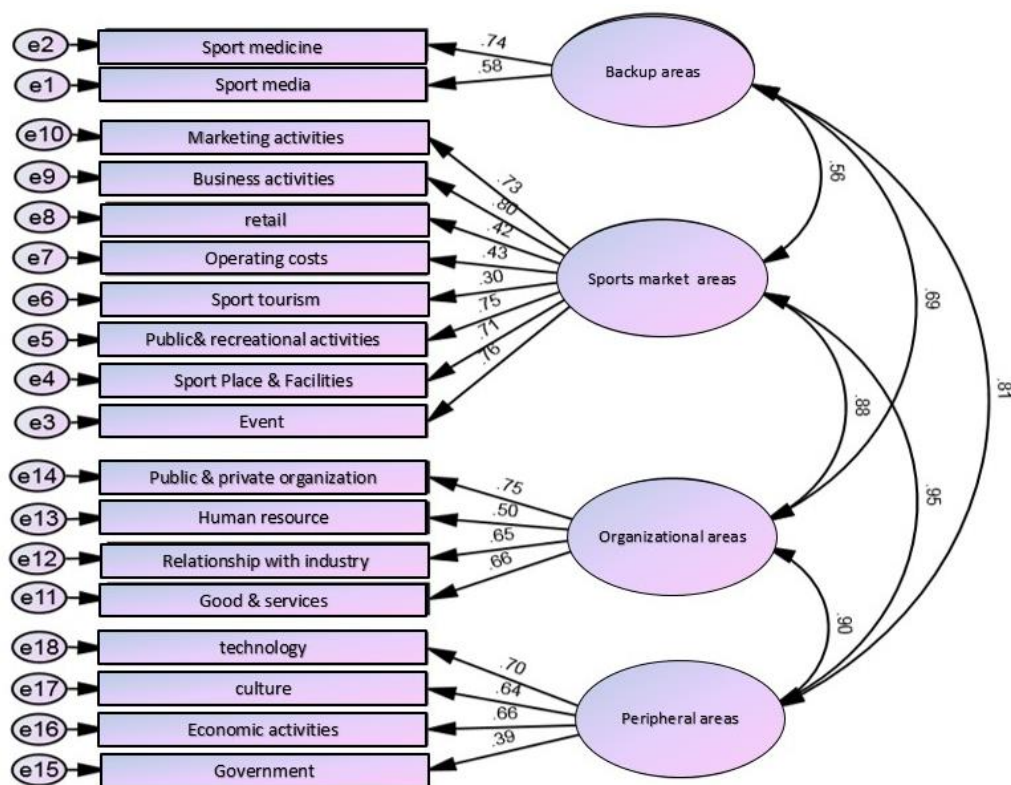 e2
Sport medicine
.74
Backup areas
e1
Sport media
.58
e10
Marketing activities
.73
e9
Business activities
.80
e8
retail
.42
e7
Operating costs
.43
Sports market areas
e6
Sport tourism
.30
e5
Public& recreational activities
.75
e4
Sport Place & Facilities
.71
e3
Event
.76
.56
.69
.81
.88
.95
e14
Public & private organization
.75
e13
Human resource
.50
Organizational areas
e12
Relationship with industry
.65
e11
Good & services
.66
.90
e18
technology
.70
e17
culture
.64
Peripheral areas
e16
Economic activities
.66
e15
Government
.39